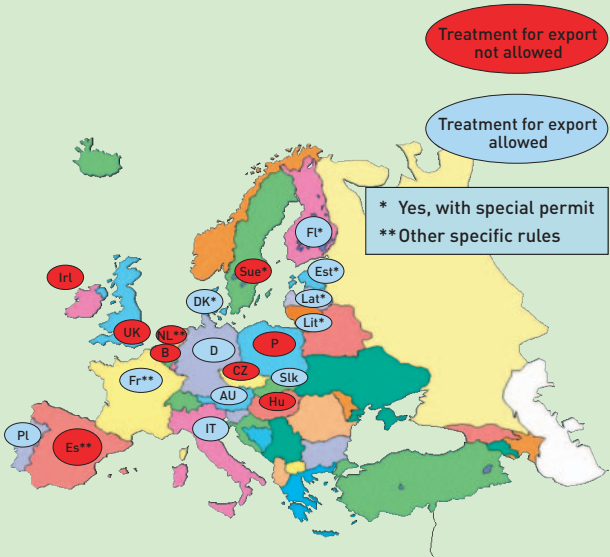 Treatment for export
not allowed
Treatment for export
allowed
* Yes, with special permit
** Other specific rules
FI*
Irl
Sue*
Est*
DK*
Lat*
Lit*
UK
NL**
B
D
P
CZ
Slk
Fr**
AU
Hu
Pl
Es**
IT